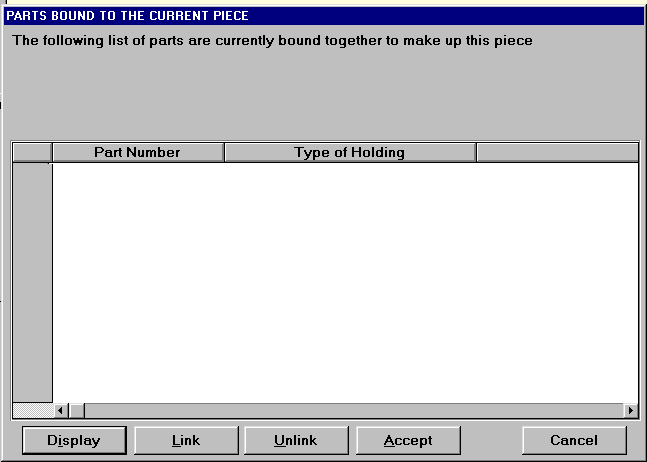 PARTS BOUND TO THE CURRENT PIECE
The following list of parts are currently bound together to make up this piece
Part Number Type of Holding
Display Link Unlink Accept Cancel